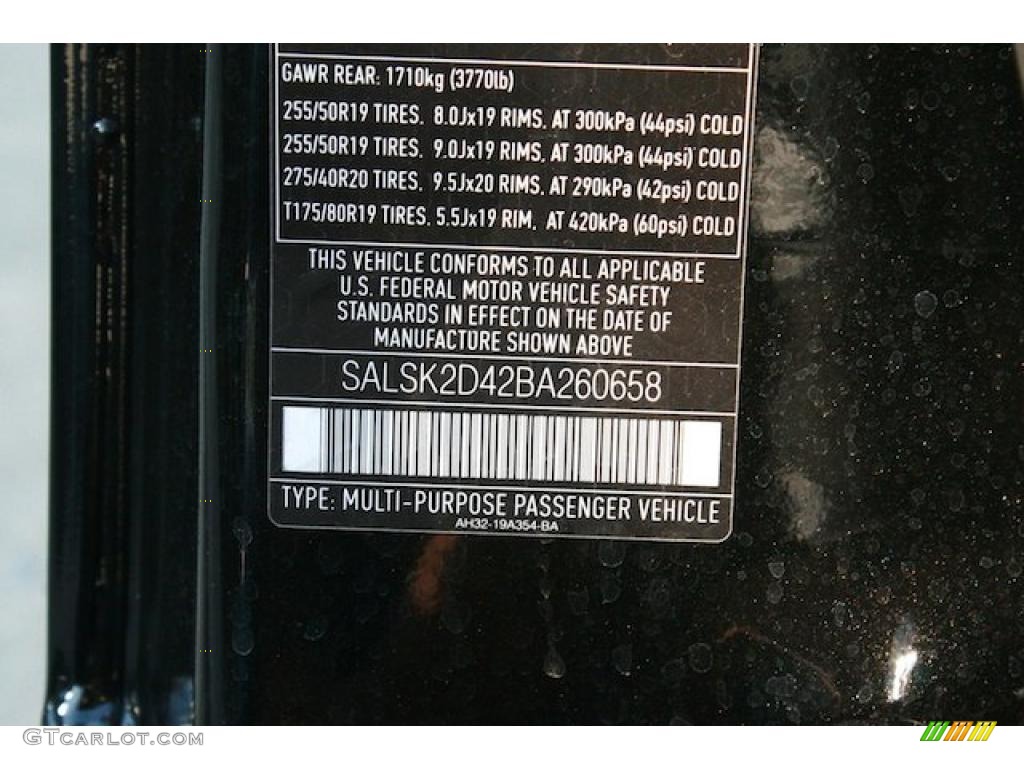 GAWR REAR: 1710kg (3770lb)
255/50R19 TIRES. 8.0Jx19 RIMS. AT 300kPa (44psi) COLD
255/50R19 TIRES. 9.0Jx19 RIMS. AT 300kPa (44psi) COLD
275/40R20 TIRES. 9.5Jx20 RIMS. AT 290kPa (42psi) COLD
T175/80R19 TIRES. 5.5Jx19 RIM. AT 420kPa (60psi) COLD
THIS VEHICLE CONFORMS TO ALL APPLICABLE
U.S. FEDERAL MOTOR VEHICLE SAFETY
STANDARDS IN EFFECT ON THE DATE OF
MANUFACTURE SHOWN ABOVE
SALSK2D42BA260658
TYPE: MULTI-PURPOSE PASSENGER VEHICLE
AH32-19A354-BA
GTCARLOT.COM